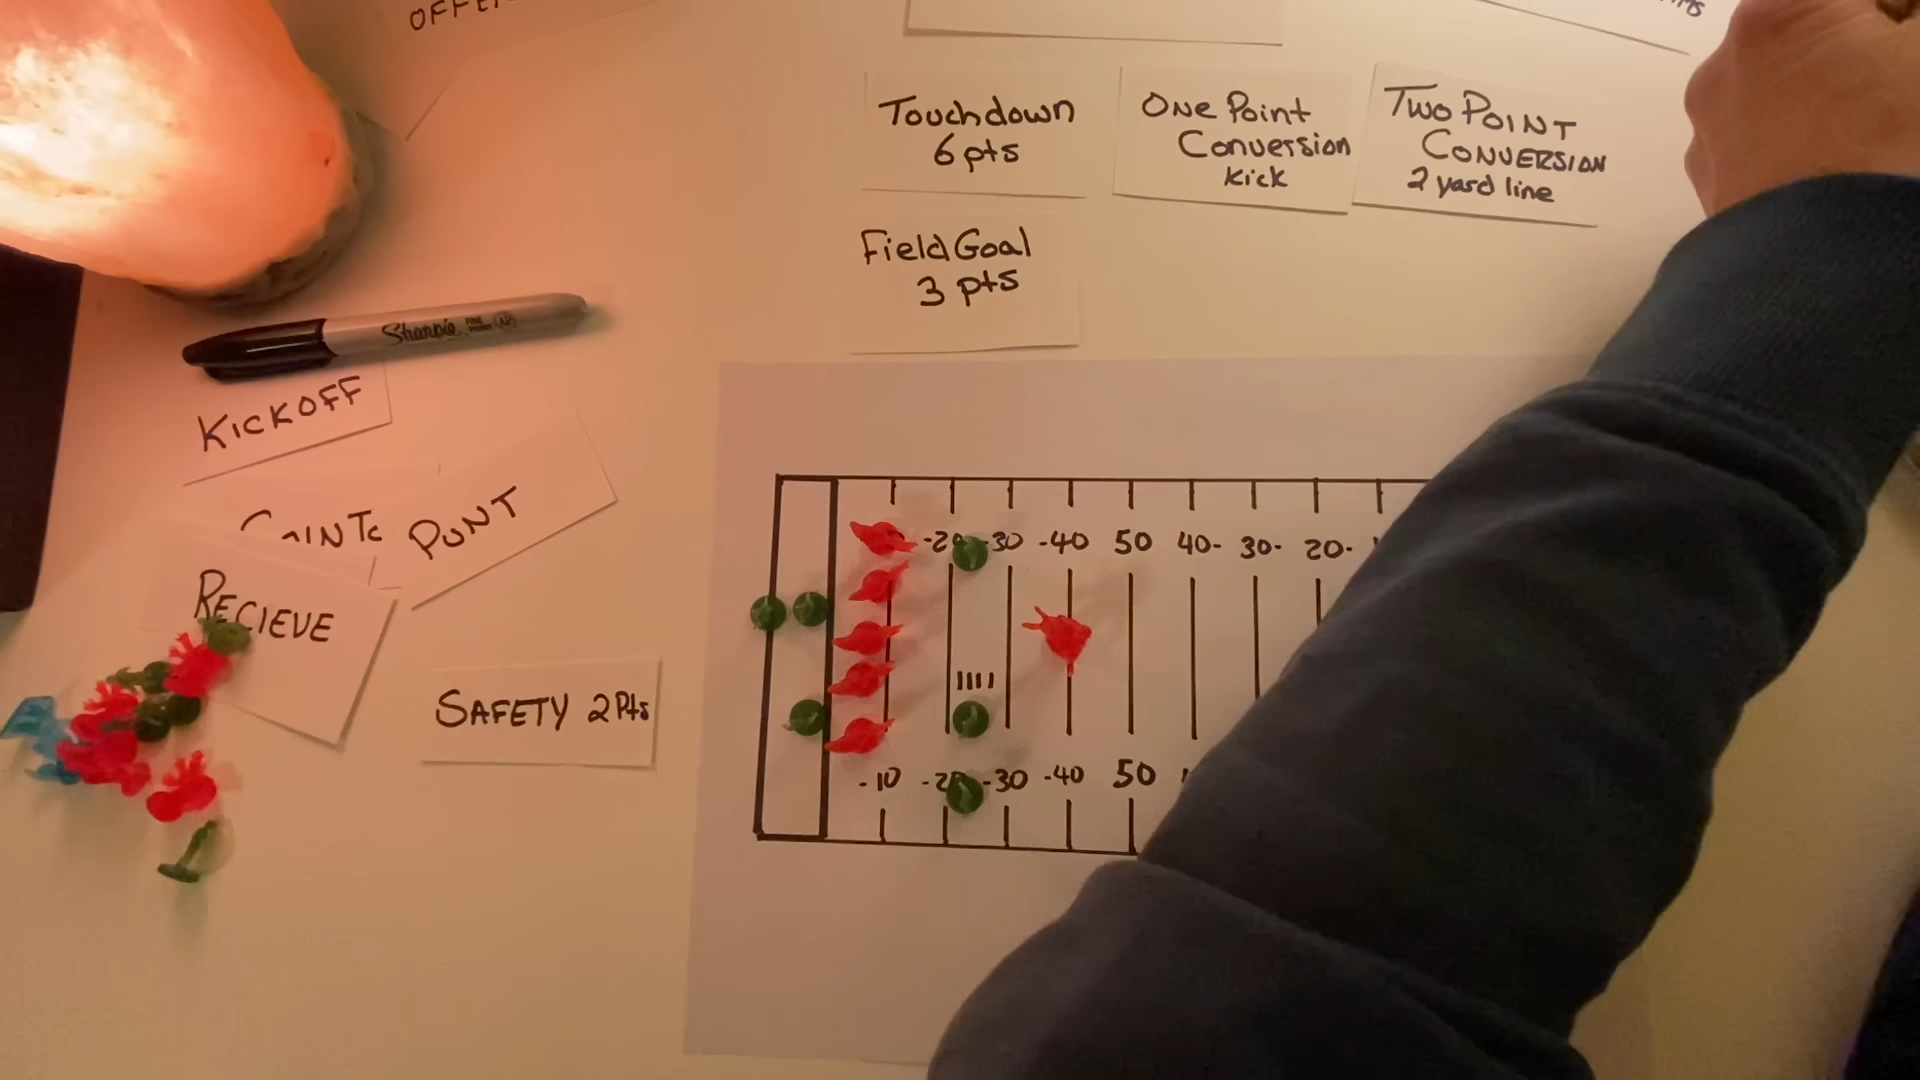 Touchdown
6 pts
One Point
Conversion
kick
Two Point
Conversion
2 yard line
Field Goal
3 pts
Sharpie
KICKOFF
PUNT
RECIEVE
SAFETY 2 Pts
-30 -40 50 40- 30- 20-
-10 -30 -40 50